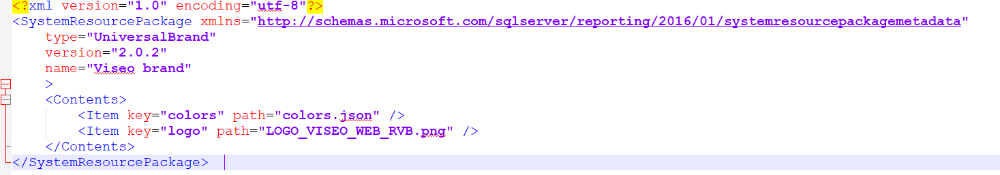 <?xml version="1.0" encoding="utf-8"?>
<SystemResourcePackage xmlns="http://schemas.microsoft.com/sqlserver/reporting/2016/01/systemresourcepackagemetadata"
    type="UniversalBrand"
    version="2.0.2"
    name="Viseo brand"
    >
    <Contents>
        <Item key="colors" path="colors.json" />
        <Item key="logo" path="LOGO_VISEO_WEB_RVB.png" />
    </Contents>
</SystemResourcePackage>